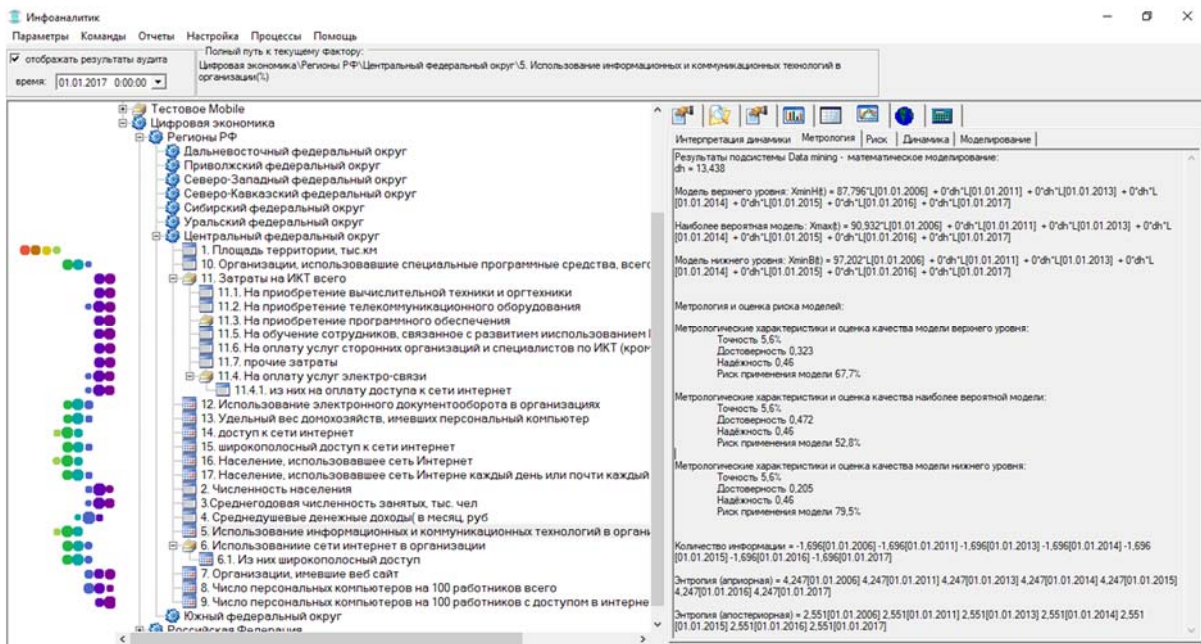 Инфоаналитик
Параметры Команды Отчеты Настройка Процессы Помощь
отображать результаты аудита
время: 01.01.2017 0:00:00
Полный путь к текущему фактору:
Цифровая экономика\Регионы РФ\Центральный федеральный округ\5. Использование информационных и коммуникационных технологий в
организации(%)
Тестовое Mobile
Цифровая экономика
Регионы РФ
Дальневосточный федеральный округ
Приволжский федеральный округ
Северо-Западный федеральный округ
Северо-Кавказский федеральный округ
Сибирский федеральный округ
Уральский федеральный округ
Центральный федеральный округ
1. Площадь территории, тыс.км
10. Организации, использовавшие специальные программные средства, всего
11. Затраты на ИКТ всего
11.1. На приобретение вычислительной техники и оргтехники
11.2. На приобретение телекоммуникационного оборудования
11.3. На приобретение программного обеспечения
11.5. На обучение сотрудников, связанное с развитием ииспользованием
11.6. На оплату услуг сторонних организаций и специалистов по ИКТ (кром
11.7. прочие затраты
11.4. На оплату услуг электро-связи
11.4.1. из них на оплату доступа к сети интернет
12. Использование электронного документооборота в организациях
13. Удельный вес домохозяйств, имевших персональный компьютер
14. доступ к сети интернет
15. широкополосный доступ к сети интернет
16. Население, использовавшее сеть Интернет
17. Население, использовавшее сеть Интерне каждый день или почти каждый
2. Численность населения
3.Среднегодовая численность занятых, тыс. чел
4. Среднедушевые денежные доходы( в месяц, руб
5. Использование информационных и коммуникационных технологий в органи
6. Использованиие сети интернет в организации
6.1. Из них широкополосный доступ
7. Организации, имевшие веб сайт
8. Число персональных компьютеров на 100 работников всего
9. Число персональных компьютеров на 100 работников с доступом в интерне
Южный федеральный округ
Российская Федерация
Интерпретация динамики Метрология Риск Динамика Моделирование
Результаты подсистемы Data mining - математическое моделирование:
dh = 13,438
Модель верхнего уровня: XminH(t) = 87,796*L[01.01.2006] + 0*dh*L[01.01.2011] + 0*dh*L[01.01.2013] + 0*dh*L
[01.01.2014] + 0*dh*L[01.01.2015] + 0*dh*L[01.01.2016] + 0*dh*L[01.01.2017]
Наиболее вероятная модель: Xmax(t) = 90,932*L[01.01.2006] + 0*dh*L[01.01.2011] + 0*dh*L[01.01.2013] + 0*dh*L
[01.01.2014] + 0*dh*L[01.01.2015] + 0*dh*L[01.01.2016] + 0*dh*L[01.01.2017]
Модель нижнего уровня: XminB(t) = 97,202*L[01.01.2006] + 0*dh*L[01.01.2011] + 0*dh*L[01.01.2013] + 0*dh*L
[01.01.2014] + 0*dh*L[01.01.2015] + 0*dh*L[01.01.2016] + 0*dh*L[01.01.2017]
Метрология и оценка риска моделей:
Метрологические характеристики и оценка качества модели верхнего уровня:
Точность 5,6%
Достоверность 0,323
Надёжность 0,46
Риск применения модели 67,7%
Метрологические характеристики и оценка качества наиболее вероятной модели:
Точность 5,6%
Достоверность 0,472
Надёжность 0,46
Риск применения модели 52,8%
Метрологические характеристики и оценка качества модели нижнего уровня:
Точность 5,6%
Достоверность 0,205
Надёжность 0,46
Риск применения модели 79,5%
Количество информации = -1,696[01.01.2006] -1,696[01.01.2011] -1,696[01.01.2013] -1,696[01.01.2014] -1,696
[01.01.2015] -1,696[01.01.2016] -1,696[01.01.2017]
Энтропия (априорная) = 4,247[01.01.2006] 4,247[01.01.2011] 4,247[01.01.2013] 4,247[01.01.2014] 4,247[01.01.2015]
4,247[01.01.2016] 4,247[01.01.2017]
Энтропия (апостериорная) = 2,551[01.01.2006] 2,551[01.01.2011] 2,551[01.01.2013] 2,551[01.01.2014] 2,551
[01.01.2015] 2,551[01.01.2016] 2,551[01.01.2017]